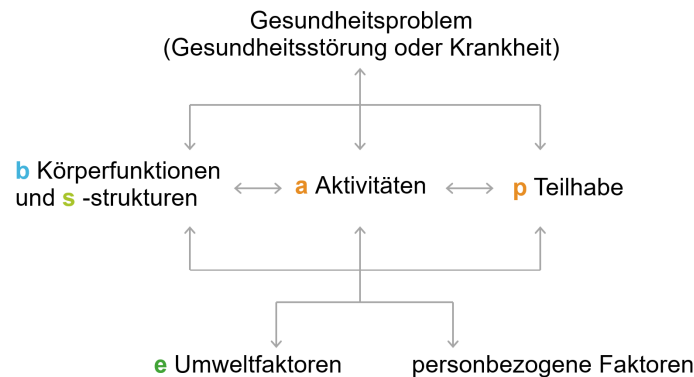 Gesundheitsproblem
(Gesundheitsstörung oder Krankheit)
b Körperfunktionen
und s -strukturen
a Aktivitäten
p Teilhabe
e Umweltfaktoren
personbezogene Faktoren